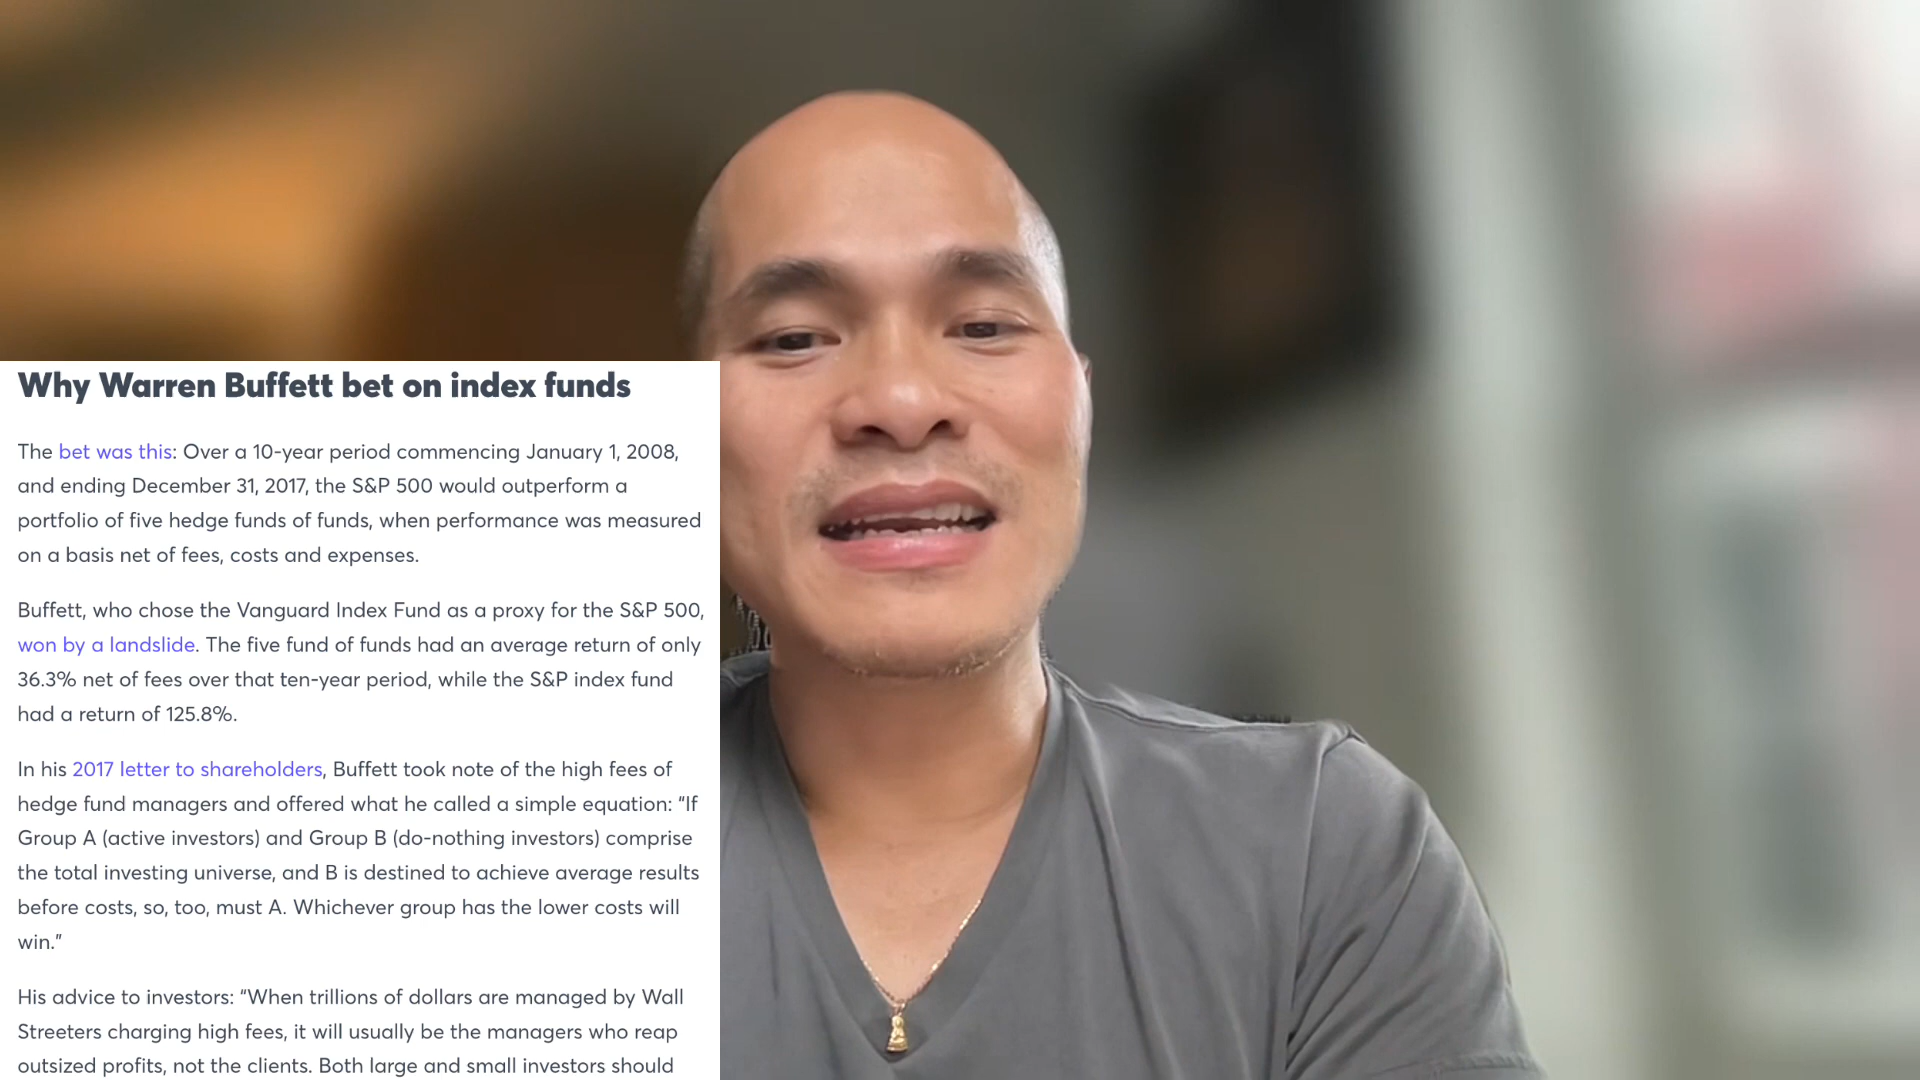 Why Warren Buffett bet on index funds
The bet was this: Over a 10-year period commencing January 1, 2008,
and ending December 31, 2017, the S&P 500 would outperform a
portfolio of five hedge funds of funds, when performance was measured
on a basis net of fees, costs and expenses.
Buffett, who chose the Vanguard Index Fund as a proxy for the S&P 500,
won by a landslide. The five fund of funds had an average return of only
36.3% net of fees over that ten-year period, while the S&P index fund
had a return of 125.8%.
In his 2017 letter to shareholders, Buffett took note of the high fees of
hedge fund managers and offered what he called a simple equation: “If
Group A (active investors) and Group B (do-nothing investors) comprise
the total investing universe, and B is destined to achieve average results
before costs, so, too, must A. Whichever group has the lower costs will
win.”
His advice to investors: “When trillions of dollars are managed by Wall
Streeters charging high fees, it will usually be the managers who reap
outsized profits, not the clients. Both large and small investors should